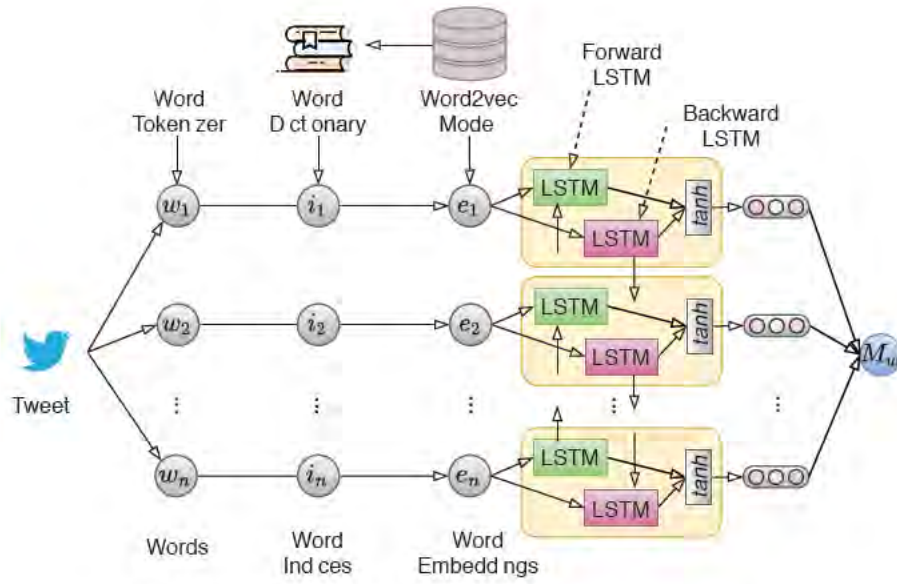 Forward
LSTM
Word
Token zer
Word
D ct onary
Word2vec
Mode
Backward
LSTM
w₁
i₁
e₁
LSTM
LSTM
tanh
w₂
i₂
e₂
LSTM
LSTM
tanh
Tweet
⋮
⋮
⋮
⋮
⋮
wₙ
iₙ
eₙ
LSTM
LSTM
tanh
Words
Word
Ind ces
Word
Embedd ngs